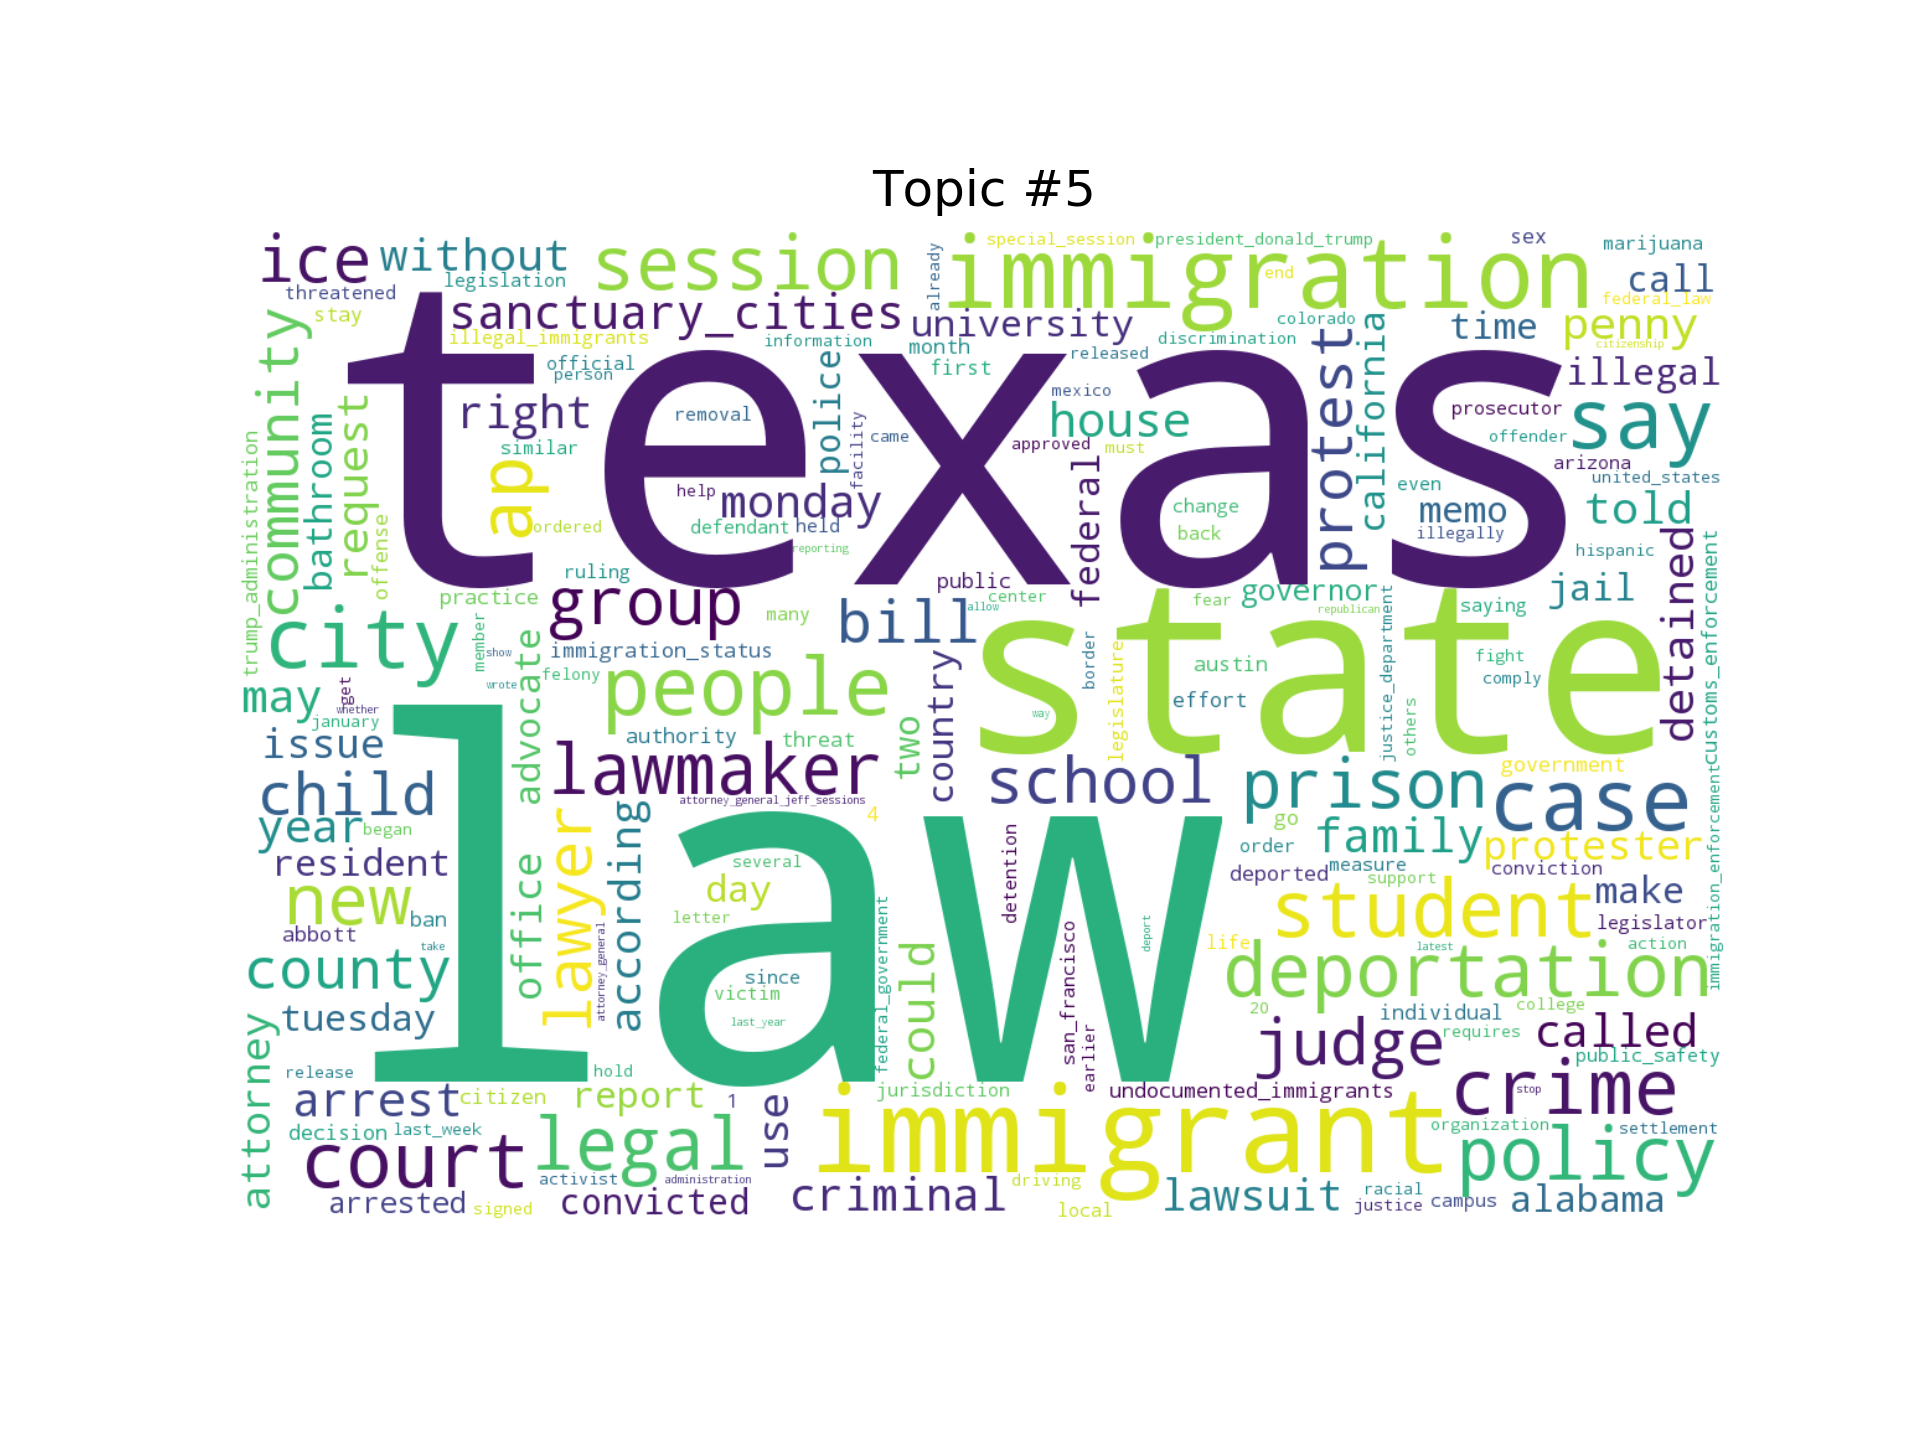 Topic #5
ice
without
session
immigration
special_session
president_donald_trump
sex
marijuana
call
threatened
legislation
already
end
federal_law
stay
sanctuary_cities
university
colorado
time
penny
illegal_immigrants
information
month
discrimination
citizenship
official
person
first
released
illegal
community
texas
protest
california
right
police
removal
mexico
house
prosecutor
say
bathroom
request
similar
ap
facility
came
approved
must
offender
arizona
trump_administration
help
monday
federal
even
united_states
offense
ordered
defendant
held
change
back
memo
illegally
told
reporting
hispanic
detained
customs_enforcement
ruling
public
practice
group
many
bill
allow
center
fear
governor
republican
justice_department
saying
jail
city
member
show
advocate
immigration_status
state
border
austin
fight
wrote
felony
people
country
legislature
effort
comply
may
get
whether
january
two
way
others
issue
authority
threat
lawmaker
school
prison
government
case
child
attorney_general_jeff_sessions
year
began
lawyer
according
4
law
go
family
protester
immigration_enforcement
resident
office
several
detention
order
measure
conviction
deported
support
new
ban
day
student
make
abbott
letter
legislator
take
attorney_general
federal_government
could
san_francisco
deport
life
latest
action
county
since
deportation
victim
tuesday
last_year
20
individual
college
attorney
earlier
judge
requires
called
public_safety
release
hold
arrest
citizen
report
1
use
jurisdiction
undocumented_immigrants
crime
stop
decision
last_week
legal
immigrant
organization
settlement
court
policy
activist
administration
driving
racial
arrested
signed
convicted
criminal
local
lawsuit
justice
campus
alabama